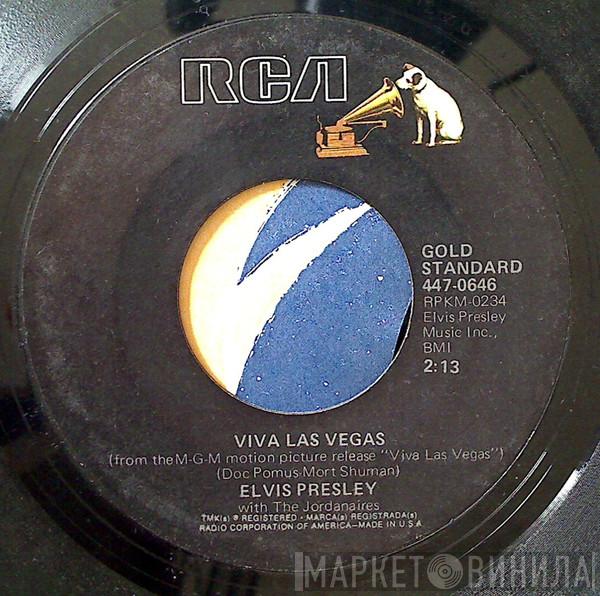 RCA
GOLD
STANDARD
447-0646
RPKM-0234
Elvis Presley
Music Inc.,
BMI
2:13
VIVA LAS VEGAS
(from the M-G-M motion picture release "Viva Las Vegas")
(Doc Pomus-Mort Shuman)
ELVIS PRESLEY
with The Jordanaires
TMK(s) ® REGISTERED • MARCA(s) REGISTRADA(s)
RADIO CORPORATION OF AMERICA—MADE IN U.S.A.
МАРКЕТ ВИНИЛА